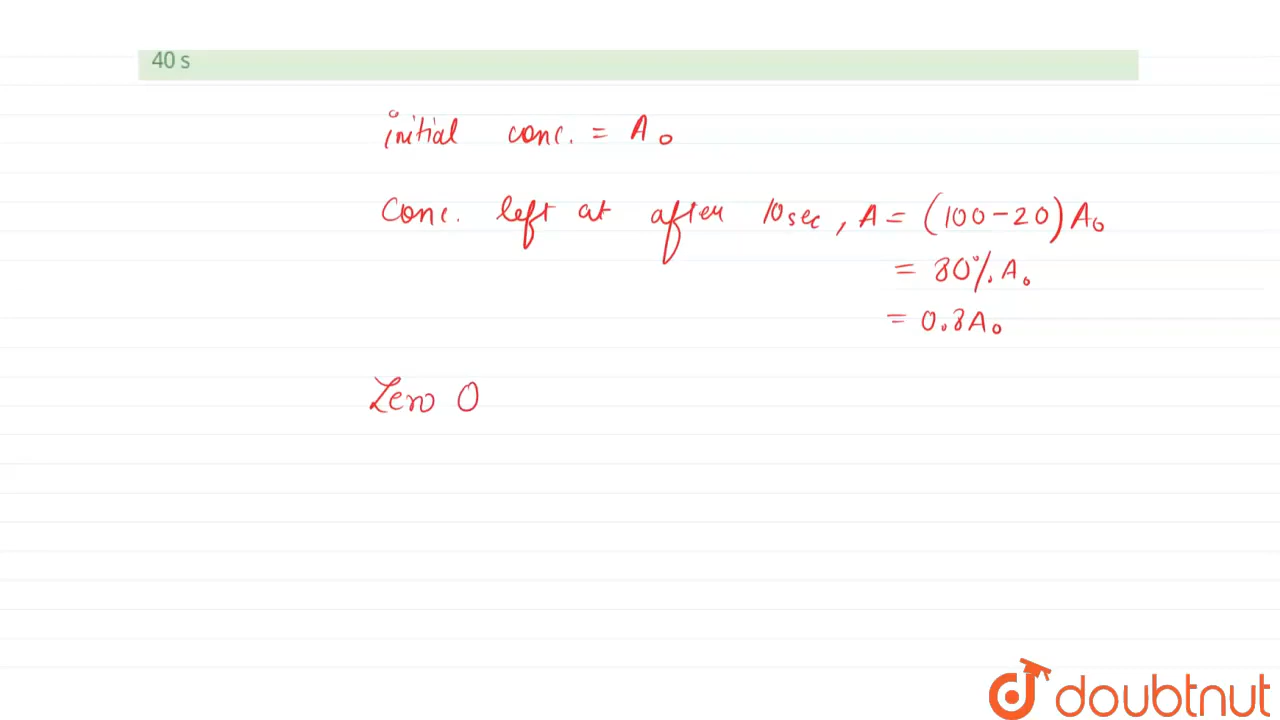 40 s
initial conc. = A₀
Conc. left at after 10sec, A = (100-20)A₀
= 80%.A₀
= 0.8A₀
Zero O
doubtnut